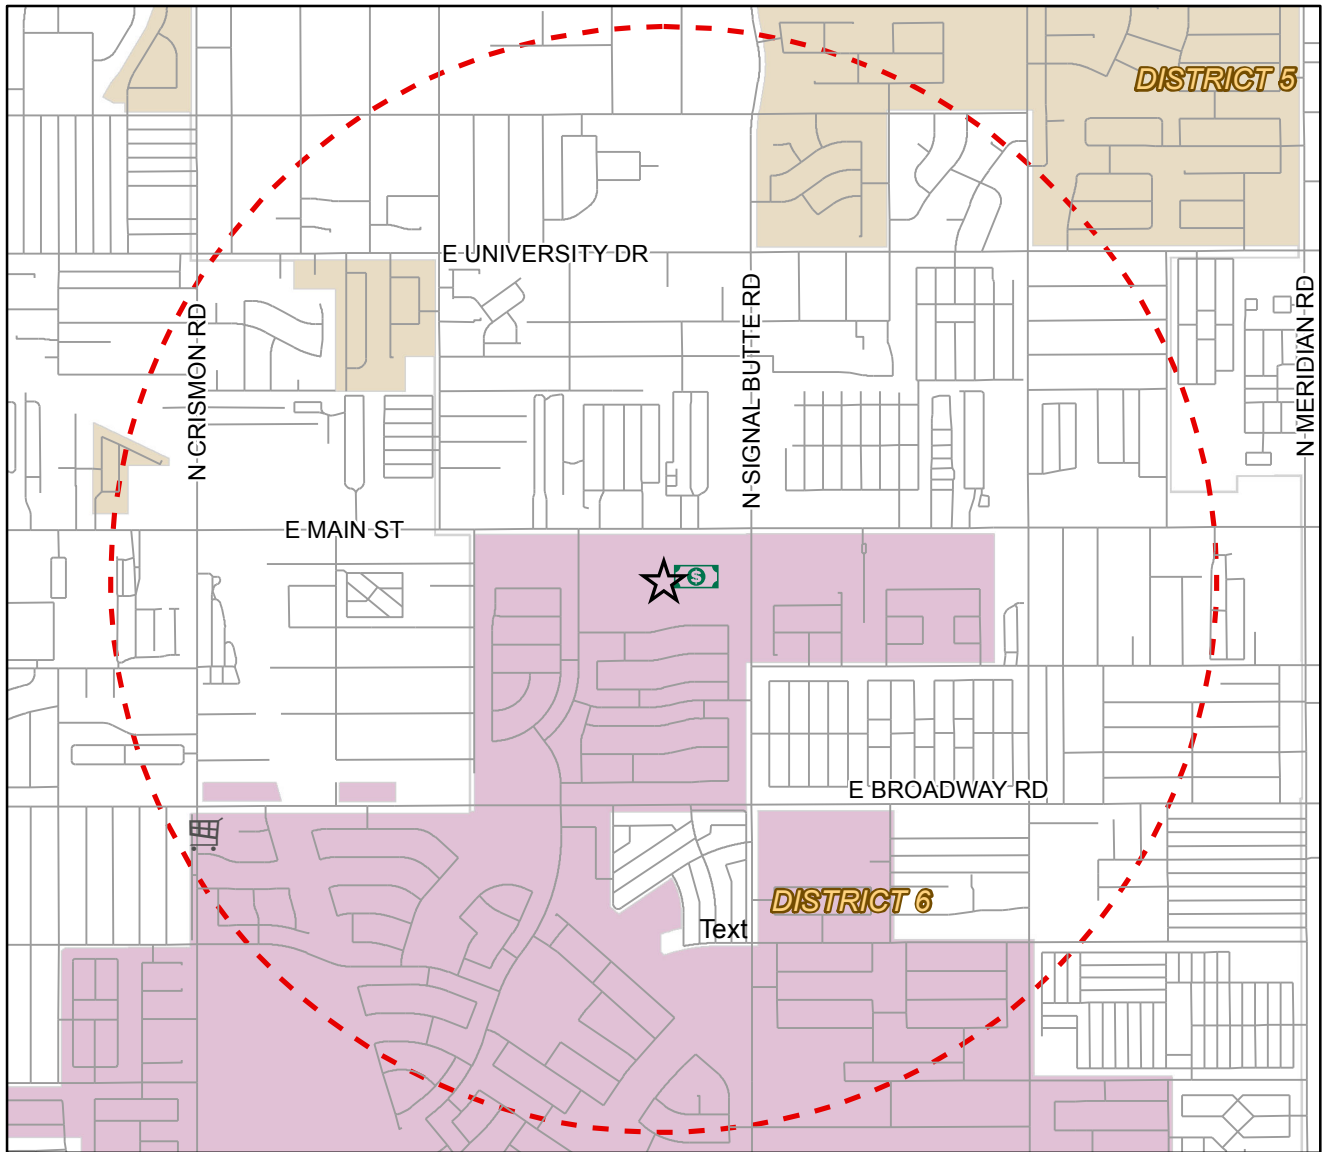 DISTRICT 5
E UNIVERSITY DR
N CRISMON RD
N SIGNAL BUTTE RD
N MERIDIAN RD
E MAIN ST
$
E BROADWAY RD
DISTRICT 6
Text